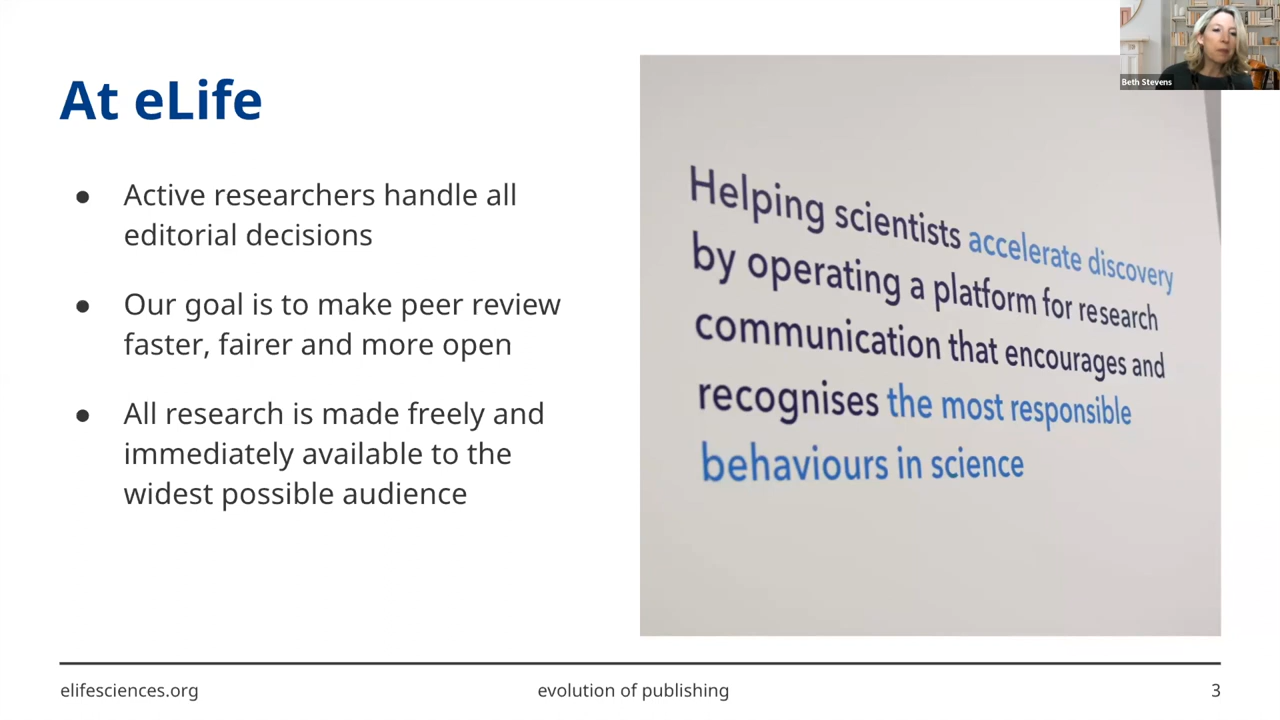 Beth Stevens
At eLife
● Active researchers handle all
editorial decisions
● Our goal is to make peer review
faster, fairer and more open
● All research is made freely and
immediately available to the
widest possible audience
Helping scientists accelerate discovery
by operating a platform for research
communication that encourages and
recognises the most responsible
behaviours in science
elifesciences.org
evolution of publishing
3